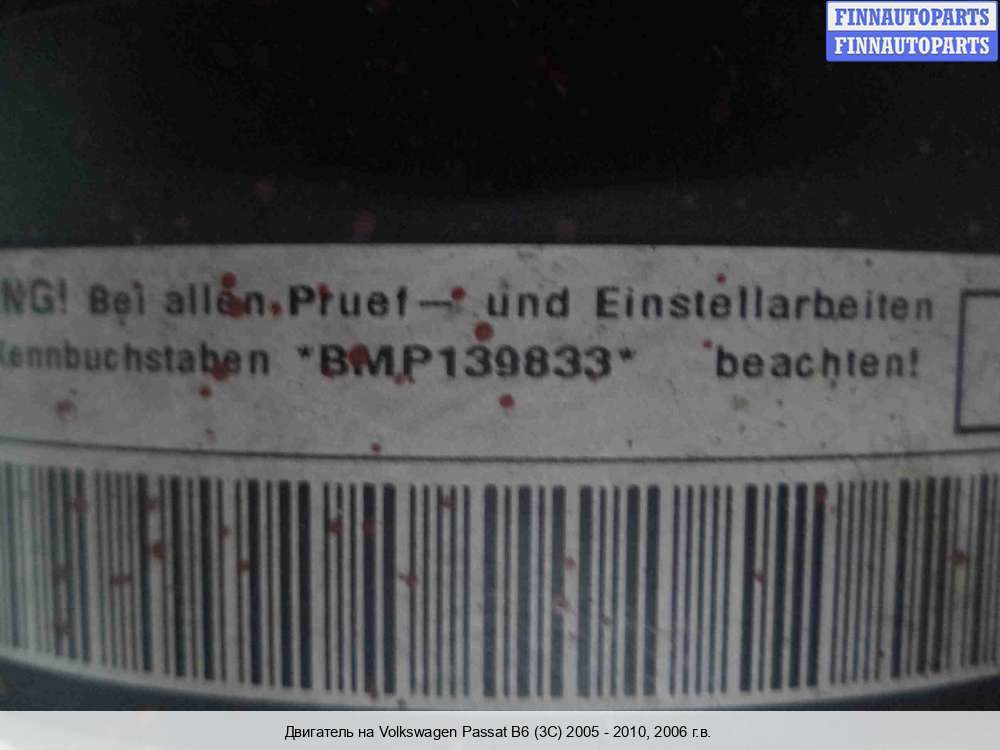 FINNAUTOPARTS
FINNAUTOPARTS
NG! Bei allen Pruef- und Einstellarbeiten
Kennbuchstaben *BMP139833* beachten!
Двигатель на Volkswagen Passat B6 (3C) 2005 - 2010, 2006 г.в.